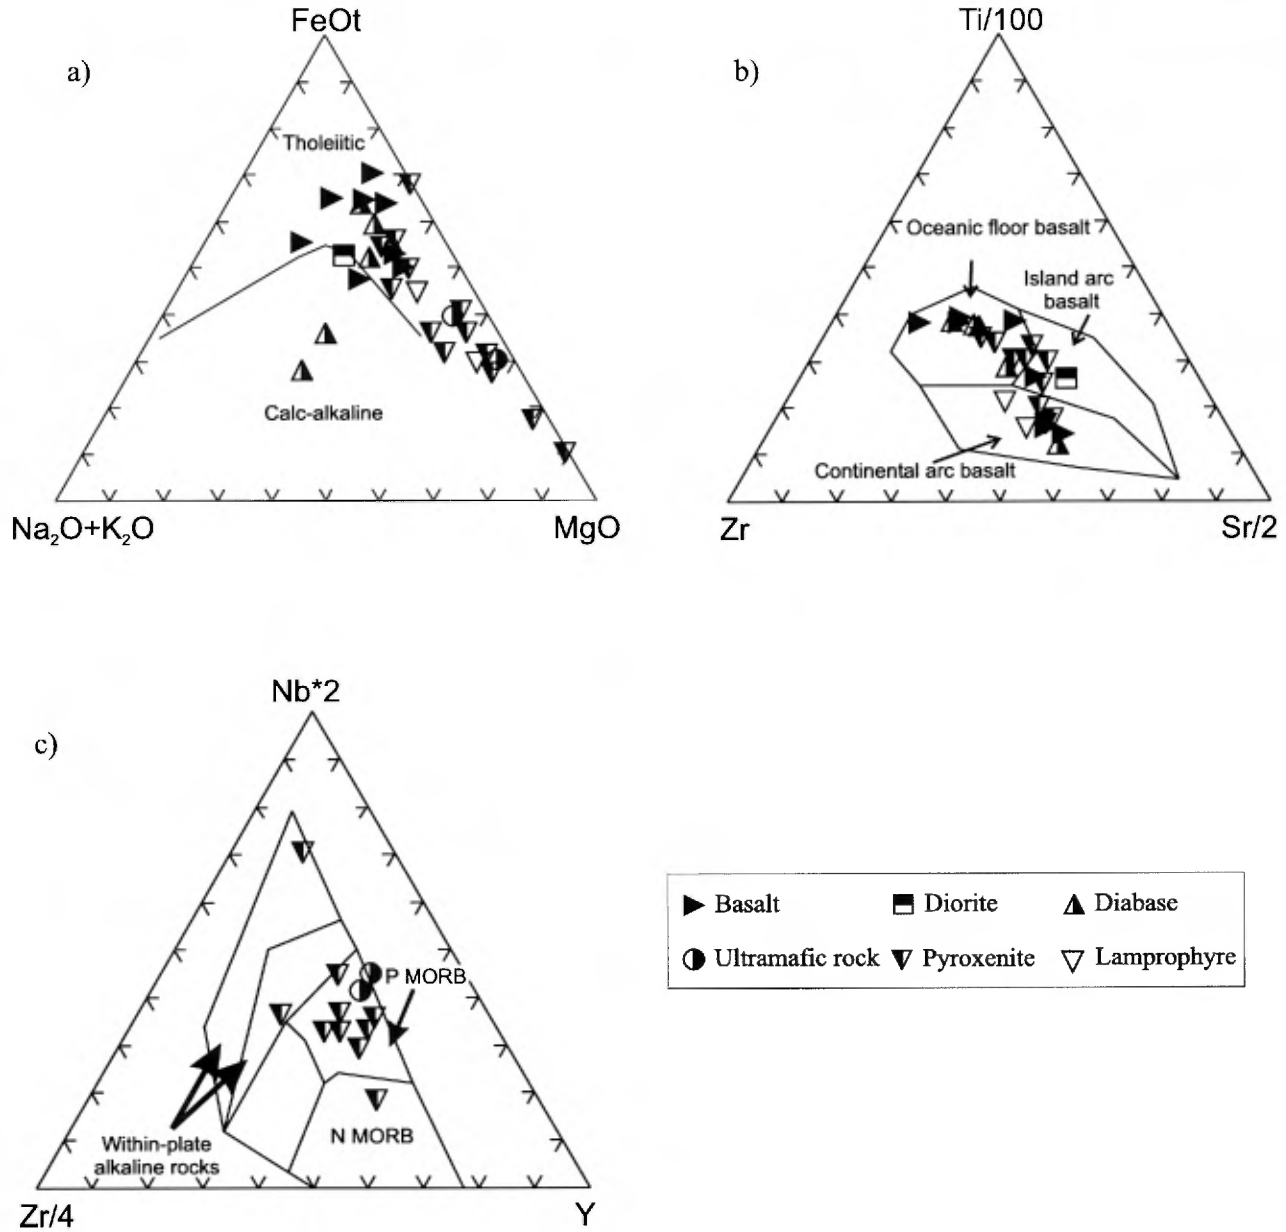 FeOt
a)
Tholeiitic
Calc-alkaline
Na₂O+K₂O
MgO
Ti/100
b)
Oceanic floor basalt
Island arc
basalt
Continental arc basalt
Zr
Sr/2
Nb*2
c)
P MORB
N MORB
Within-plate
alkaline rocks
Zr/4
Y
Basalt
Diorite
Diabase
Ultramafic rock
Pyroxenite
Lamprophyre